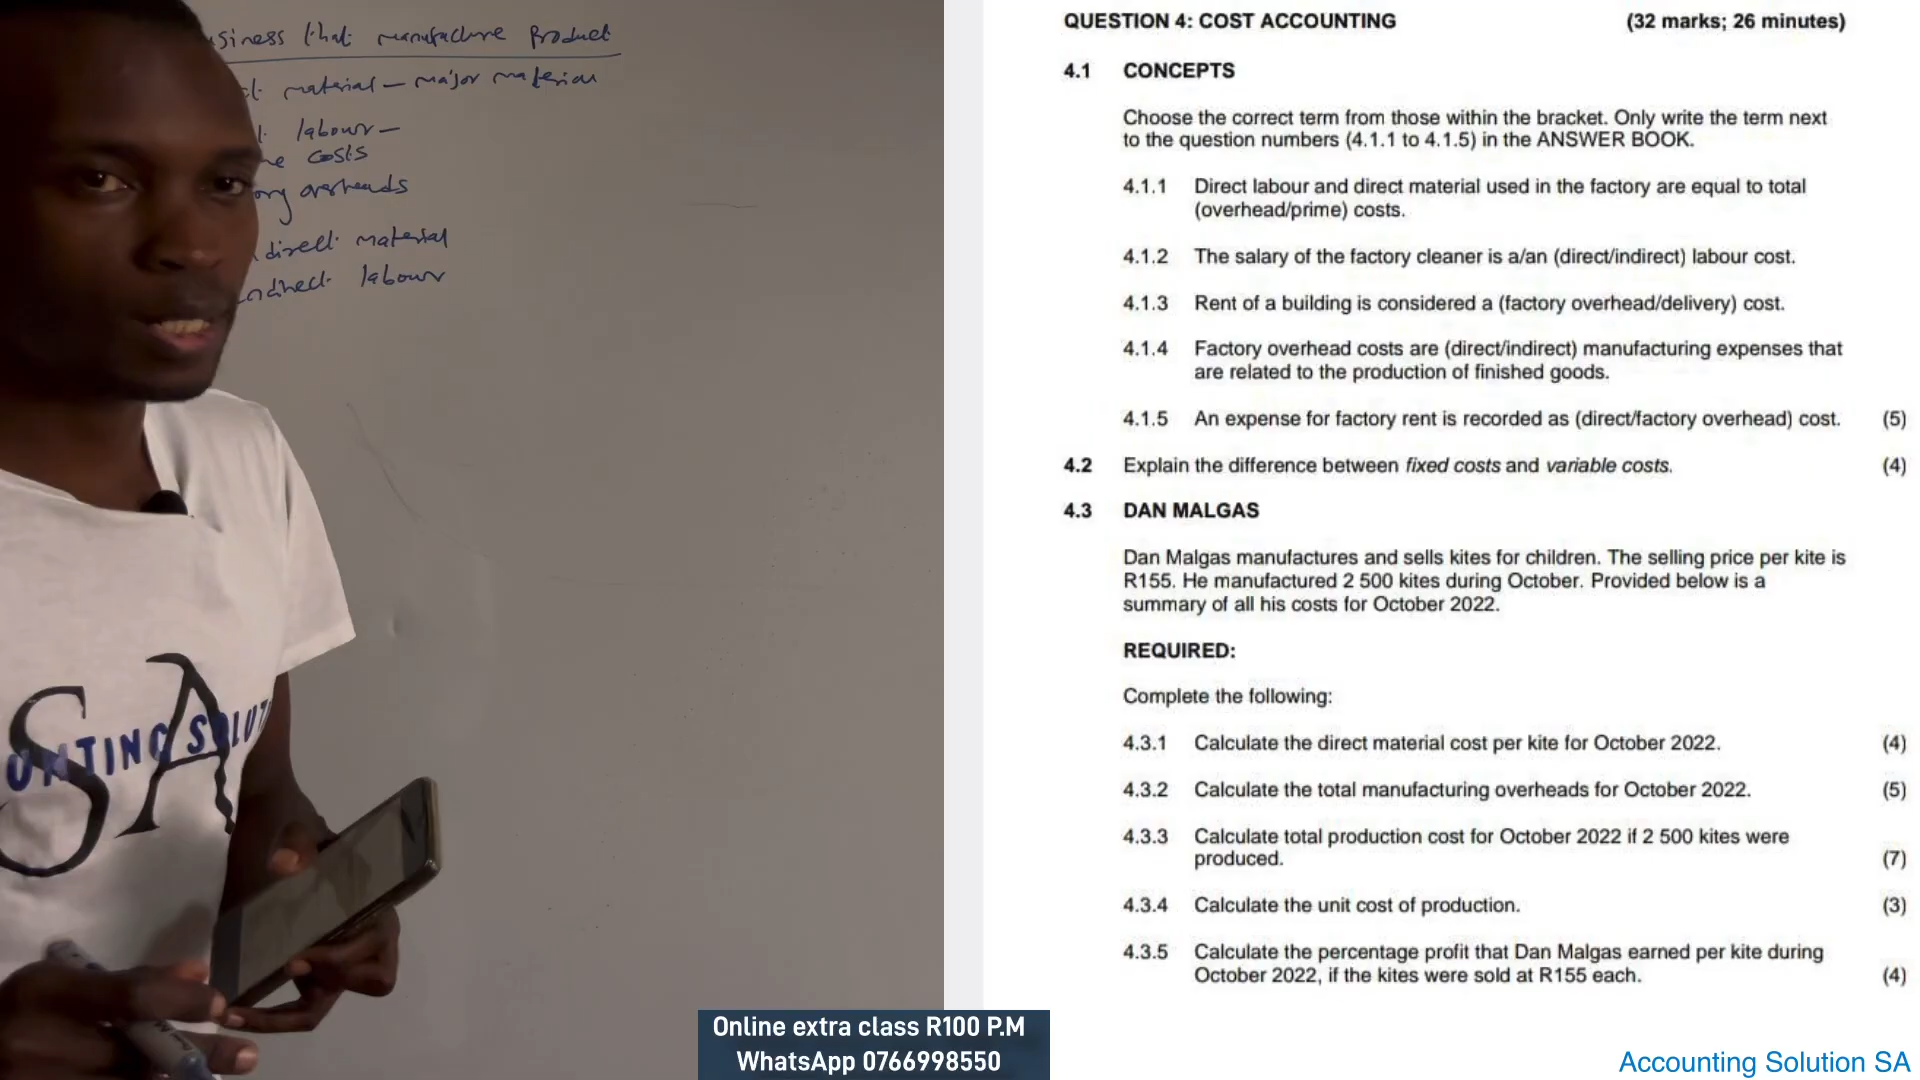 siness that manufacture Product
material - major material
labour -
costs
overheads
direct material
indirect labour
UNTING SOLUT
SA
QUESTION 4: COST ACCOUNTING (32 marks; 26 minutes)
4.1 CONCEPTS
Choose the correct term from those within the bracket. Only write the term next
to the question numbers (4.1.1 to 4.1.5) in the ANSWER BOOK.
4.1.1 Direct labour and direct material used in the factory are equal to total
(overhead/prime) costs.
4.1.2 The salary of the factory cleaner is a/an (direct/indirect) labour cost.
4.1.3 Rent of a building is considered a (factory overhead/delivery) cost.
4.1.4 Factory overhead costs are (direct/indirect) manufacturing expenses that
are related to the production of finished goods.
4.1.5 An expense for factory rent is recorded as (direct/factory overhead) cost. (5)
4.2 Explain the difference between fixed costs and variable costs. (4)
4.3 DAN MALGAS
Dan Malgas manufactures and sells kites for children. The selling price per kite is
R155. He manufactured 2 500 kites during October. Provided below is a
summary of all his costs for October 2022.
REQUIRED:
Complete the following:
4.3.1 Calculate the direct material cost per kite for October 2022. (4)
4.3.2 Calculate the total manufacturing overheads for October 2022. (5)
4.3.3 Calculate total production cost for October 2022 if 2 500 kites were
produced. (7)
4.3.4 Calculate the unit cost of production. (3)
4.3.5 Calculate the percentage profit that Dan Malgas earned per kite during
October 2022, if the kites were sold at R155 each. (4)
Online extra class R100 P.M
WhatsApp 0766998550
Accounting Solution SA